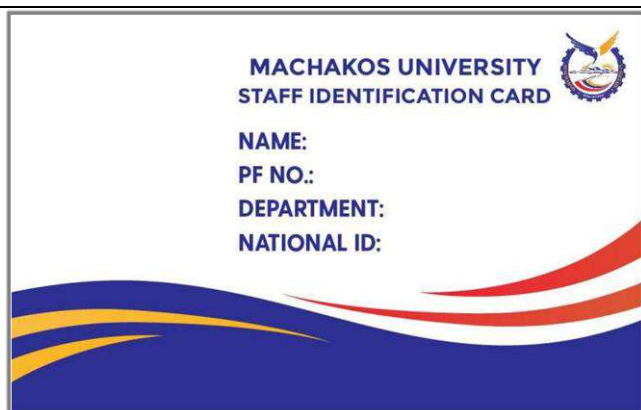 MACHAKOS UNIVERSITY
STAFF IDENTIFICATION CARD
NAME:
PF NO.:
DEPARTMENT:
NATIONAL ID: